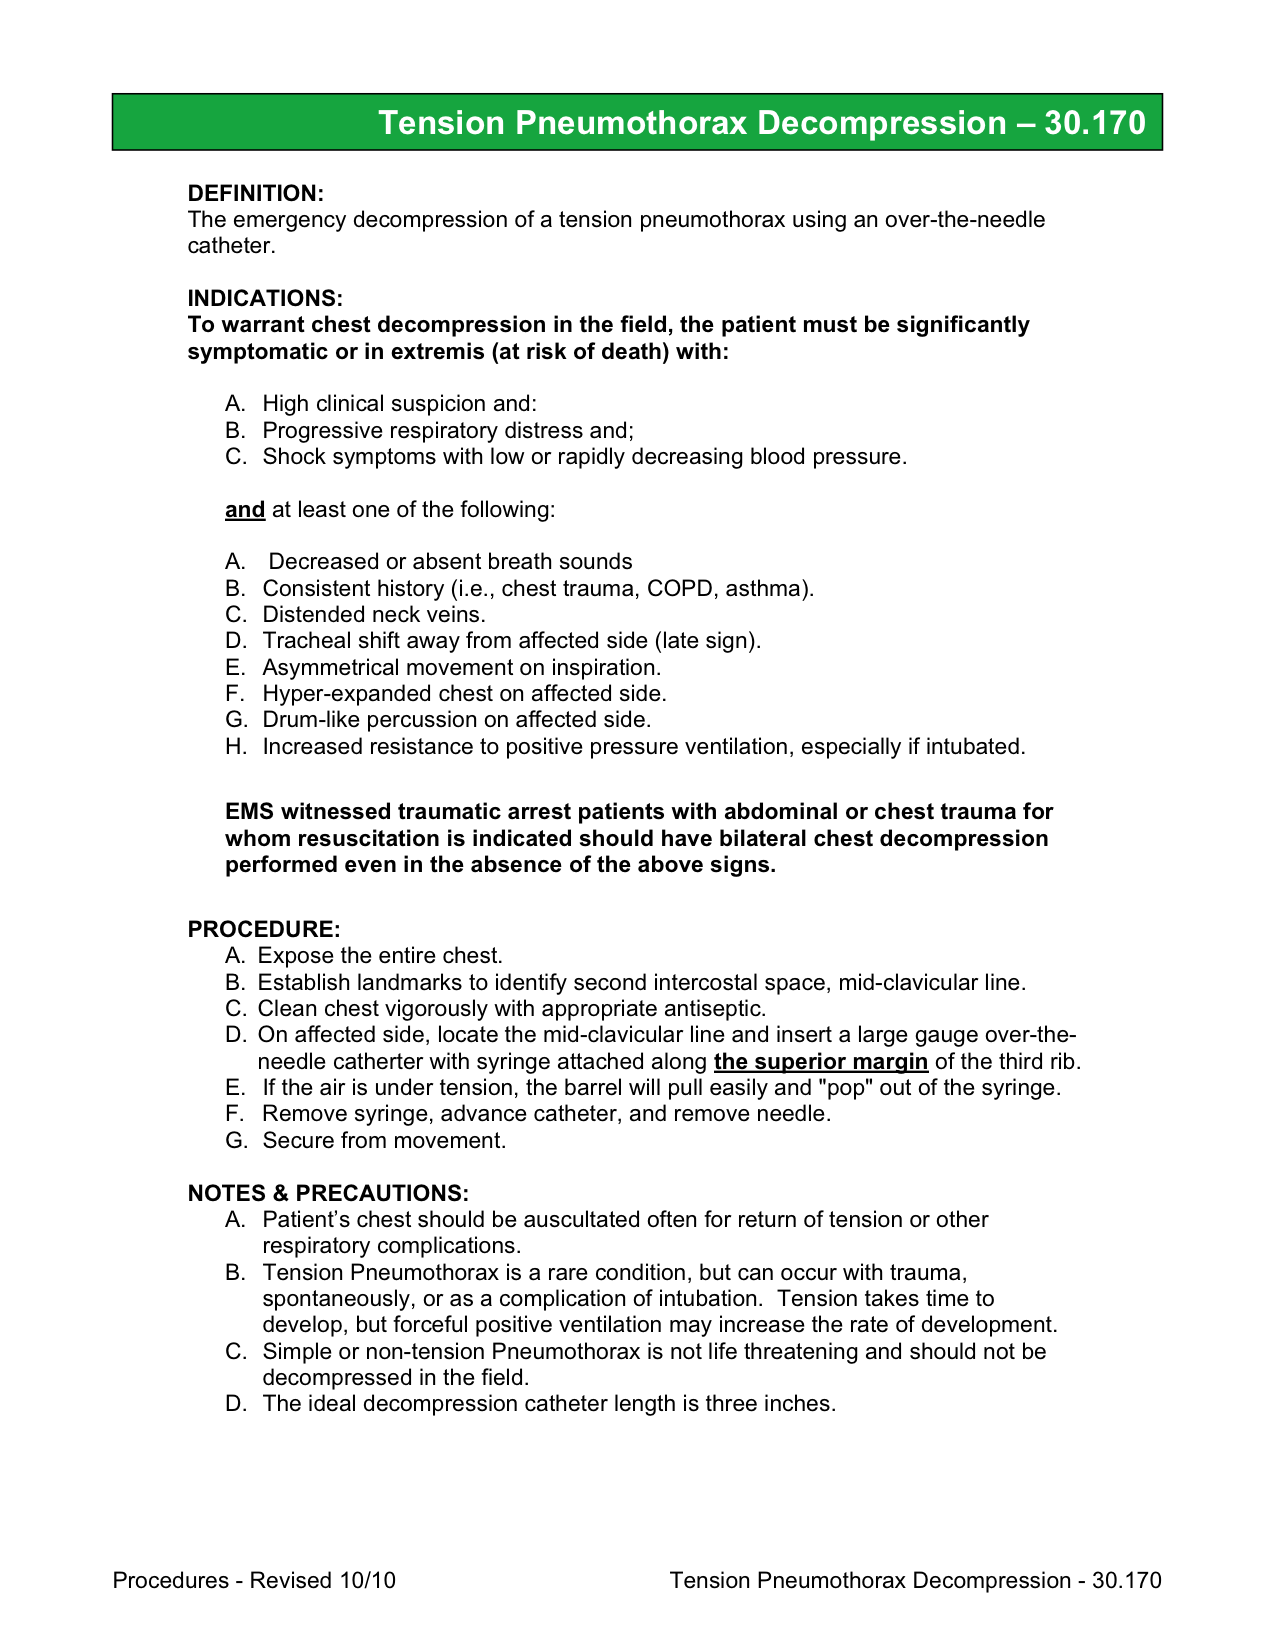 Tension Pneumothorax Decompression – 30.170
DEFINITION:
The emergency decompression of a tension pneumothorax using an over-the-needle
catheter.
INDICATIONS:
To warrant chest decompression in the field, the patient must be significantly
symptomatic or in extremis (at risk of death) with:
A. High clinical suspicion and:
B. Progressive respiratory distress and;
C. Shock symptoms with low or rapidly decreasing blood pressure.
and at least one of the following:
A. Decreased or absent breath sounds
B. Consistent history (i.e., chest trauma, COPD, asthma).
C. Distended neck veins.
D. Tracheal shift away from affected side (late sign).
E. Asymmetrical movement on inspiration.
F. Hyper-expanded chest on affected side.
G. Drum-like percussion on affected side.
H. Increased resistance to positive pressure ventilation, especially if intubated.
EMS witnessed traumatic arrest patients with abdominal or chest trauma for
whom resuscitation is indicated should have bilateral chest decompression
performed even in the absence of the above signs.
PROCEDURE:
A. Expose the entire chest.
B. Establish landmarks to identify second intercostal space, mid-clavicular line.
C. Clean chest vigorously with appropriate antiseptic.
D. On affected side, locate the mid-clavicular line and insert a large gauge over-the-
needle catherter with syringe attached along the superior margin of the third rib.
E. If the air is under tension, the barrel will pull easily and "pop" out of the syringe.
F. Remove syringe, advance catheter, and remove needle.
G. Secure from movement.
NOTES & PRECAUTIONS:
A. Patient’s chest should be auscultated often for return of tension or other
respiratory complications.
B. Tension Pneumothorax is a rare condition, but can occur with trauma,
spontaneously, or as a complication of intubation.  Tension takes time to
develop, but forceful positive ventilation may increase the rate of development.
C. Simple or non-tension Pneumothorax is not life threatening and should not be
decompressed in the field.
D. The ideal decompression catheter length is three inches.
Procedures - Revised 10/10
Tension Pneumothorax Decompression - 30.170